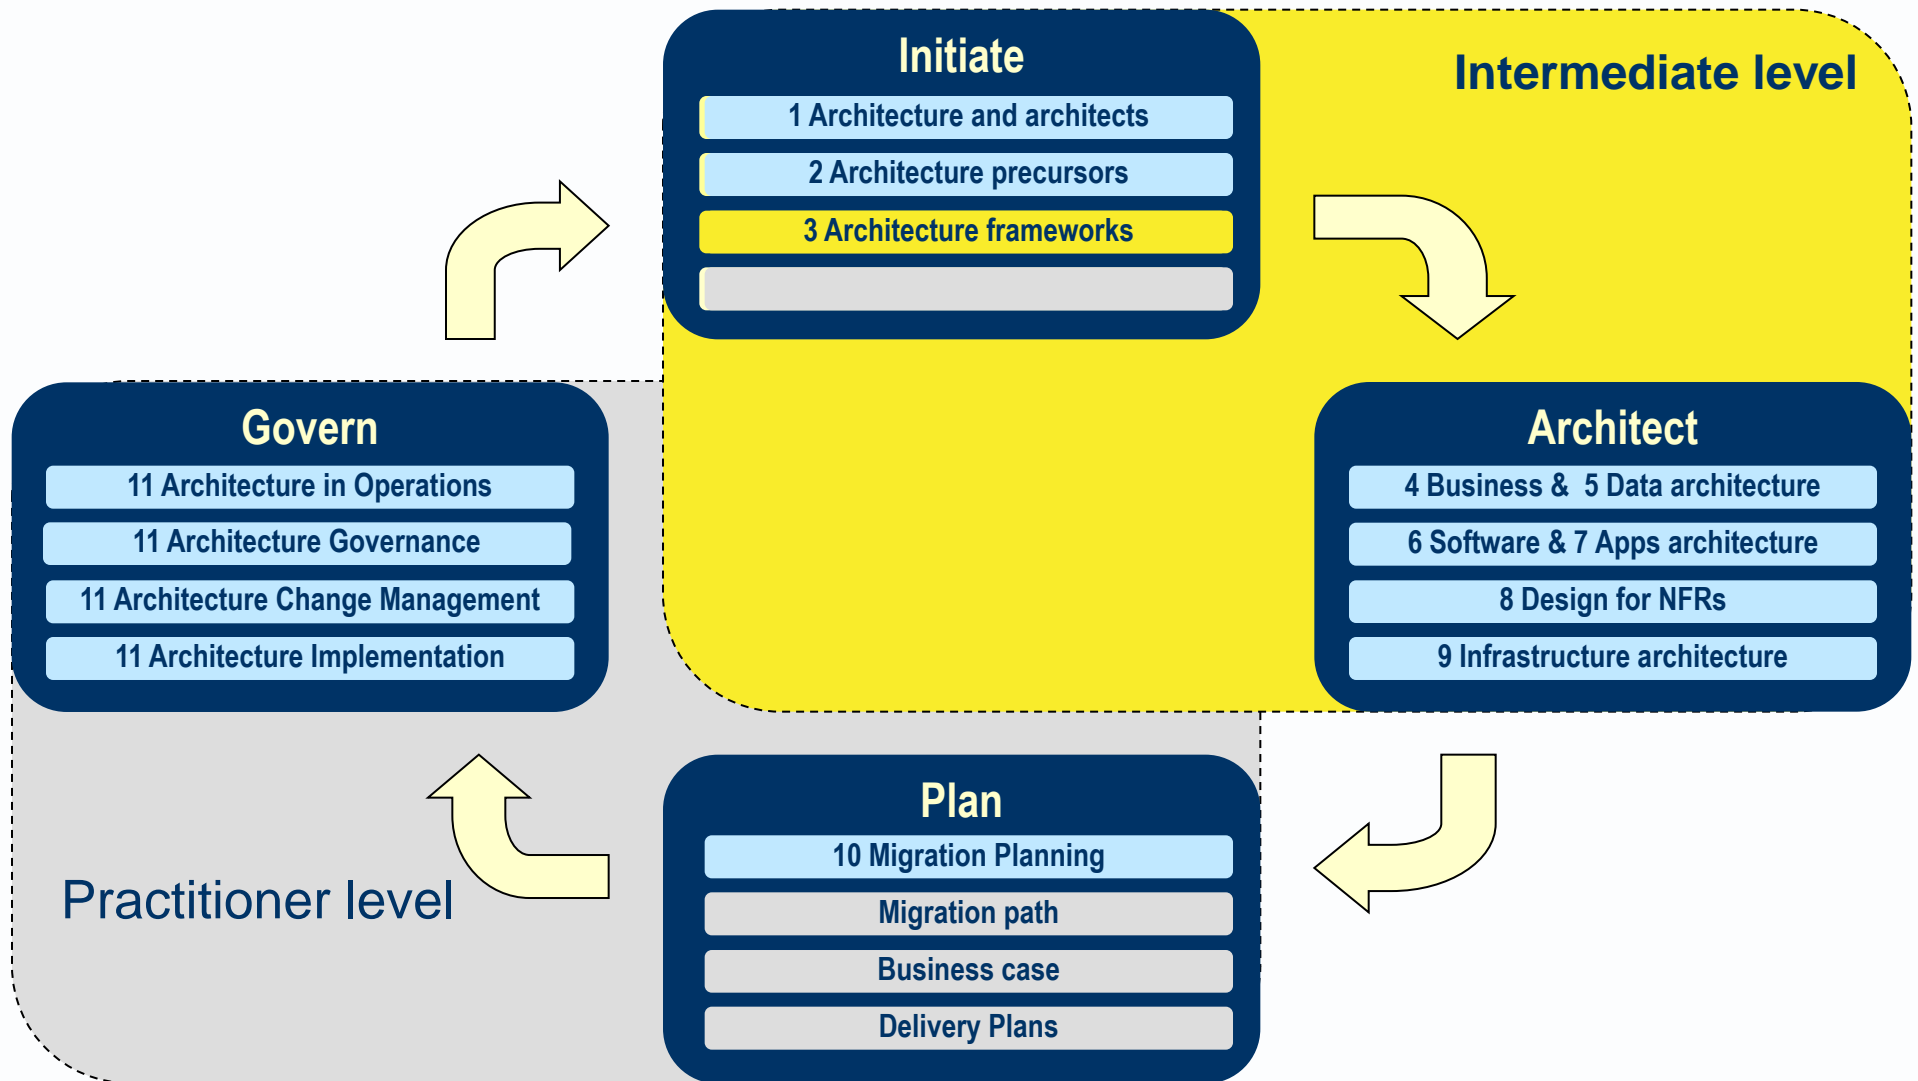 Initiate
1 Architecture and architects
2 Architecture precursors
3 Architecture frameworks
Intermediate level
Govern
11 Architecture in Operations
11 Architecture Governance
11 Architecture Change Management
11 Architecture Implementation
Architect
4 Business &  5 Data architecture
6 Software & 7 Apps architecture
8 Design for NFRs
9 Infrastructure architecture
Practitioner level
Plan
10 Migration Planning
Migration path
Business case
Delivery Plans